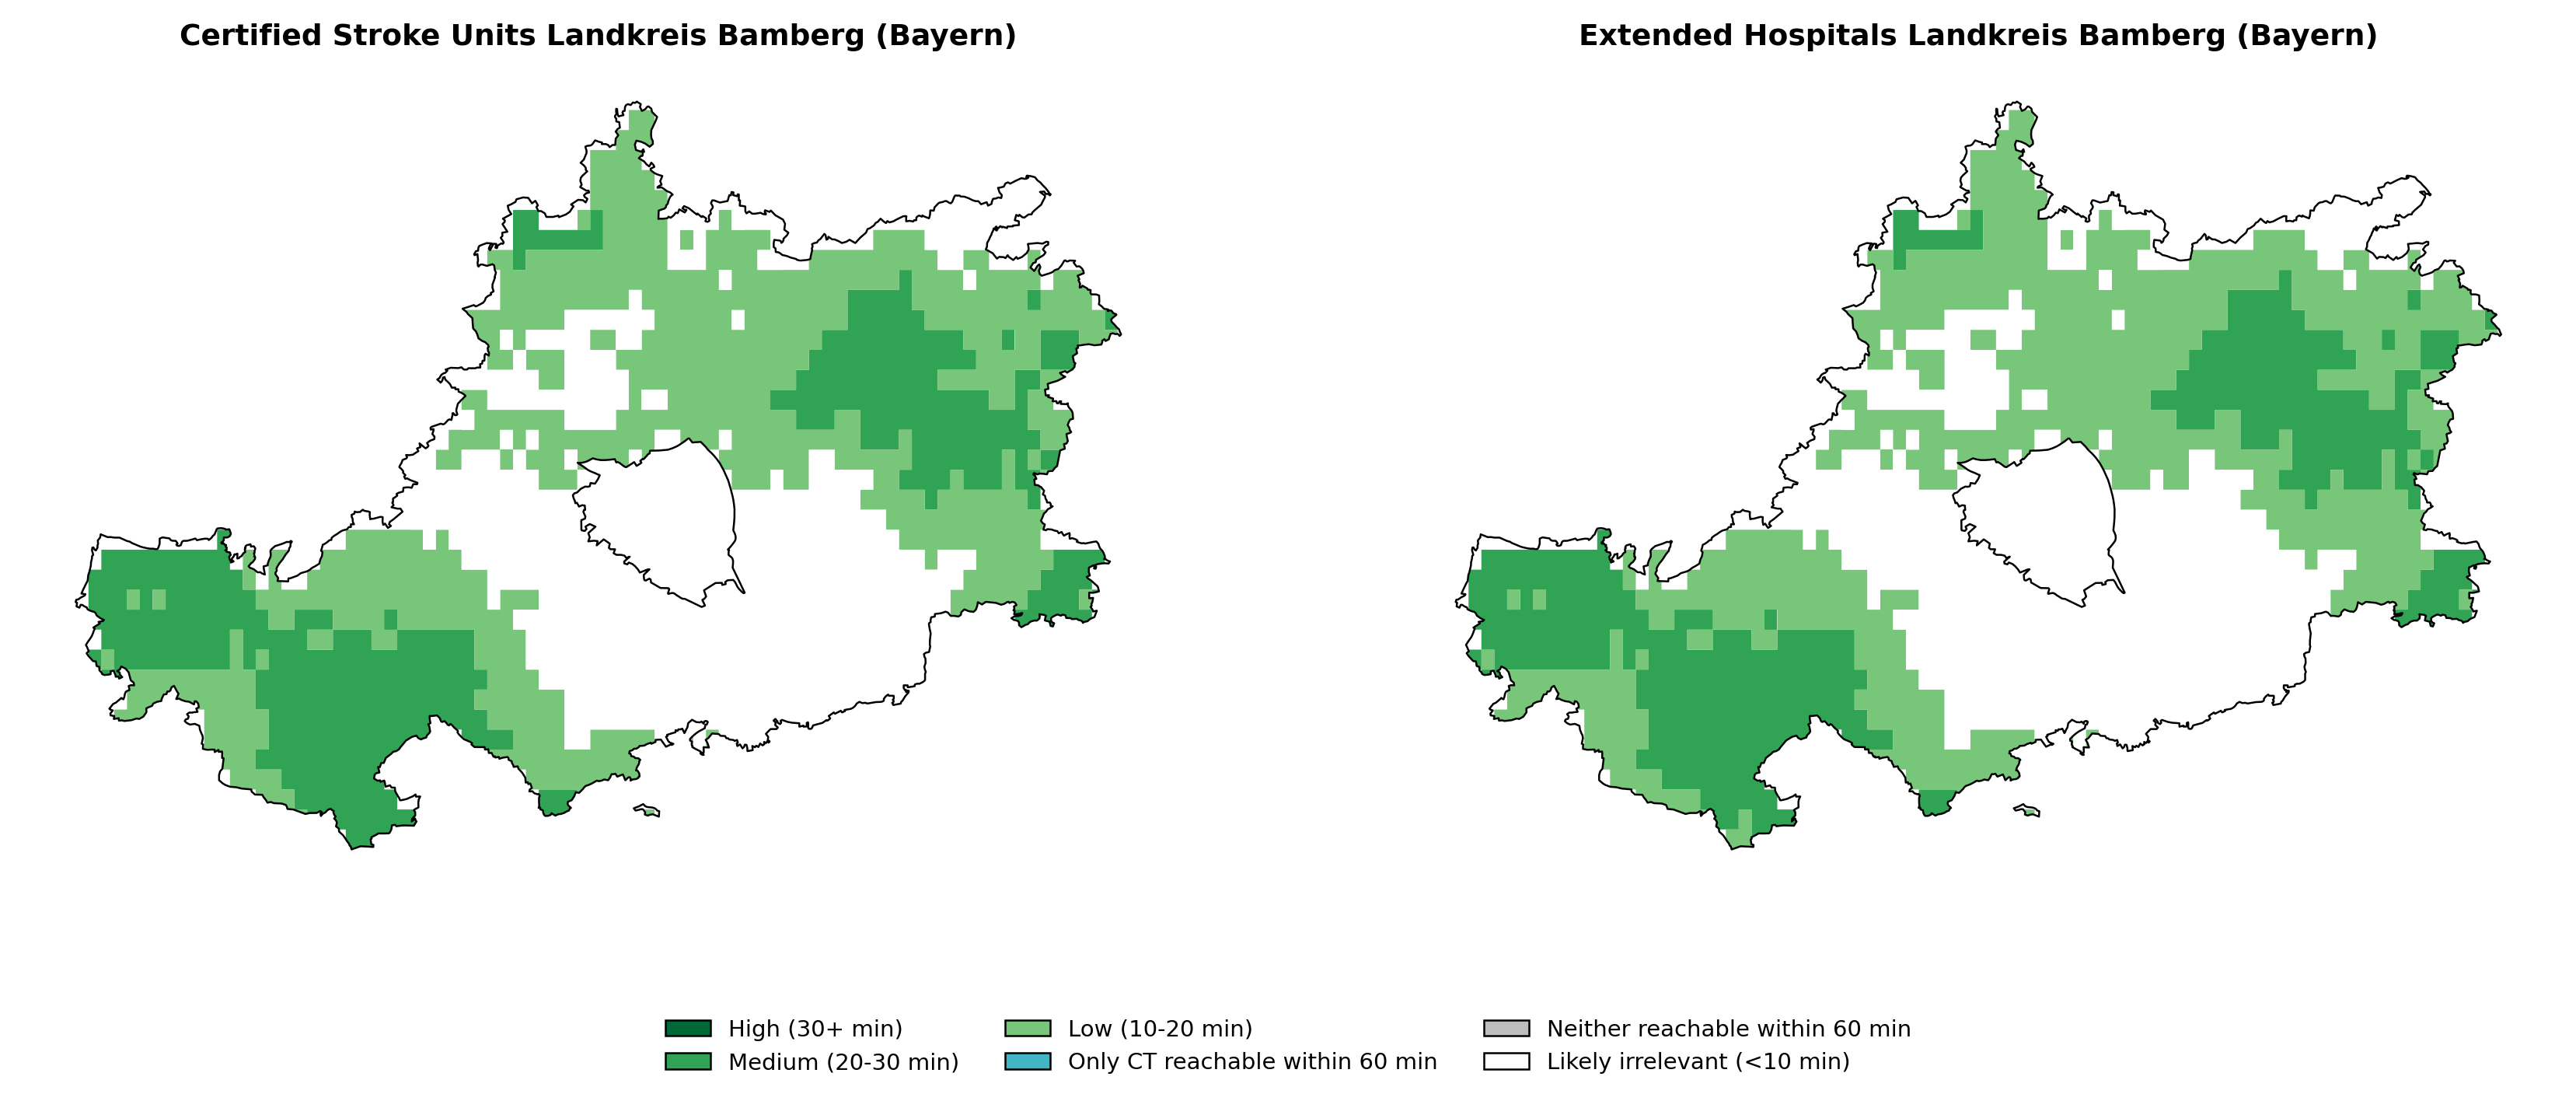 Certified Stroke Units Landkreis Bamberg (Bayern)
Extended Hospitals Landkreis Bamberg (Bayern)
High (30+ min)
Medium (20-30 min)
Low (10-20 min)
Only CT reachable within 60 min
Neither reachable within 60 min
Likely irrelevant (<10 min)